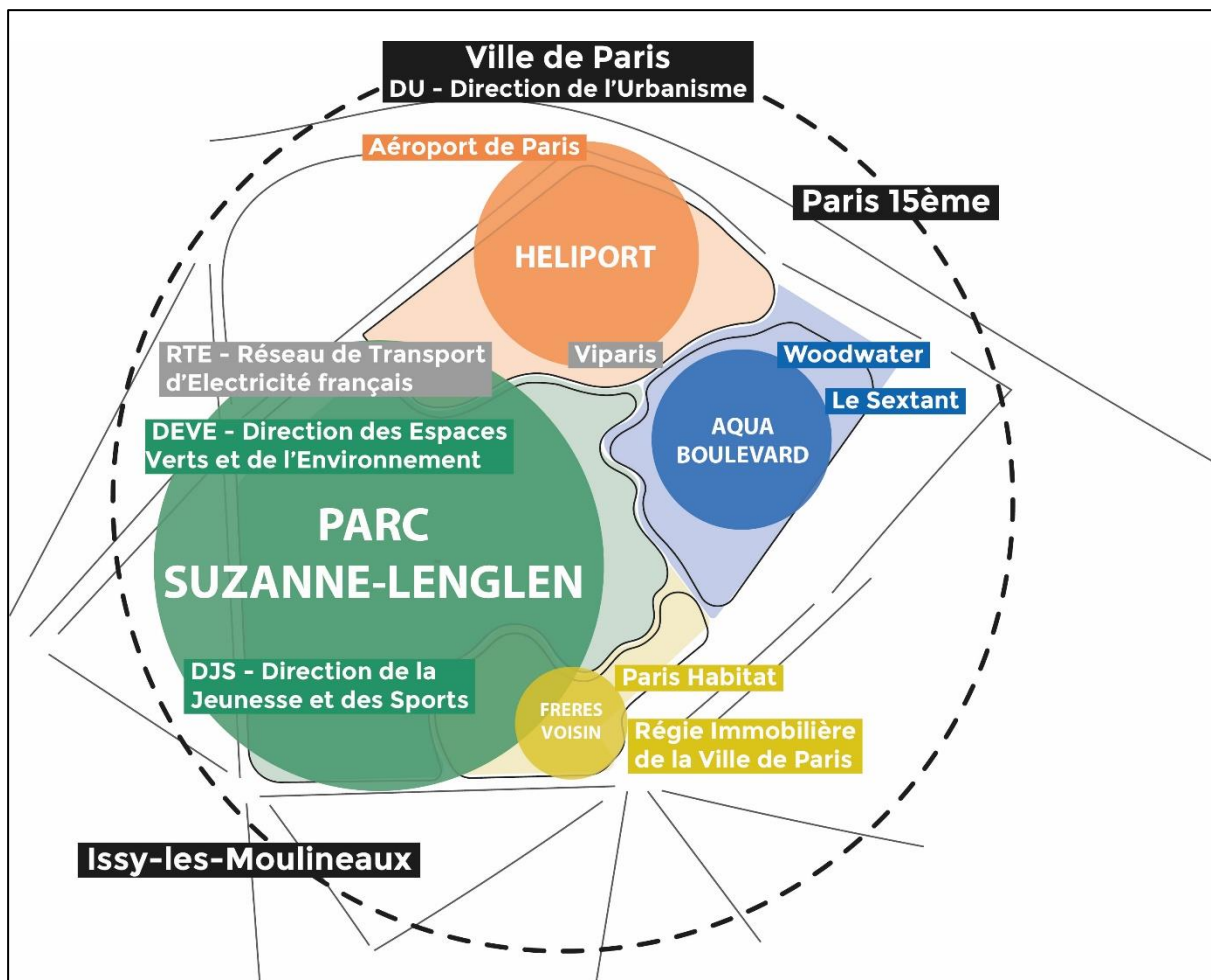 Ville de Paris
DU - Direction de l'Urbanisme
Aéroport de Paris
Paris 15ème
HELIPORT
RTE - Réseau de Transport
d'Electricité français
Viparis
Woodwater
Le Sextant
DEVE - Direction des Espaces
Verts et de l'Environnement
AQUA
BOULEVARD
PARC
SUZANNE-LENGLEN
DJS - Direction de la
Jeunesse et des Sports
Paris Habitat
FRERES
VOISIN
Régie Immobilière
de la Ville de Paris
Issy-les-Moulineaux